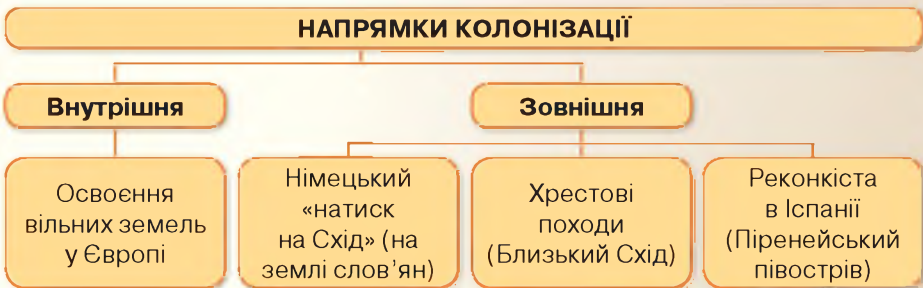 НАПРЯМКИ КОЛОНІЗАЦІЇ
Внутрішня
Зовнішня
Освоєння
вільних земель
у Європі
Німецький
«натиск
на Схід» (на
землі слов’ян)
Хрестові
походи
(Близький Схід)
Реконкіста
в Іспанії
(Піренейський
півострів)